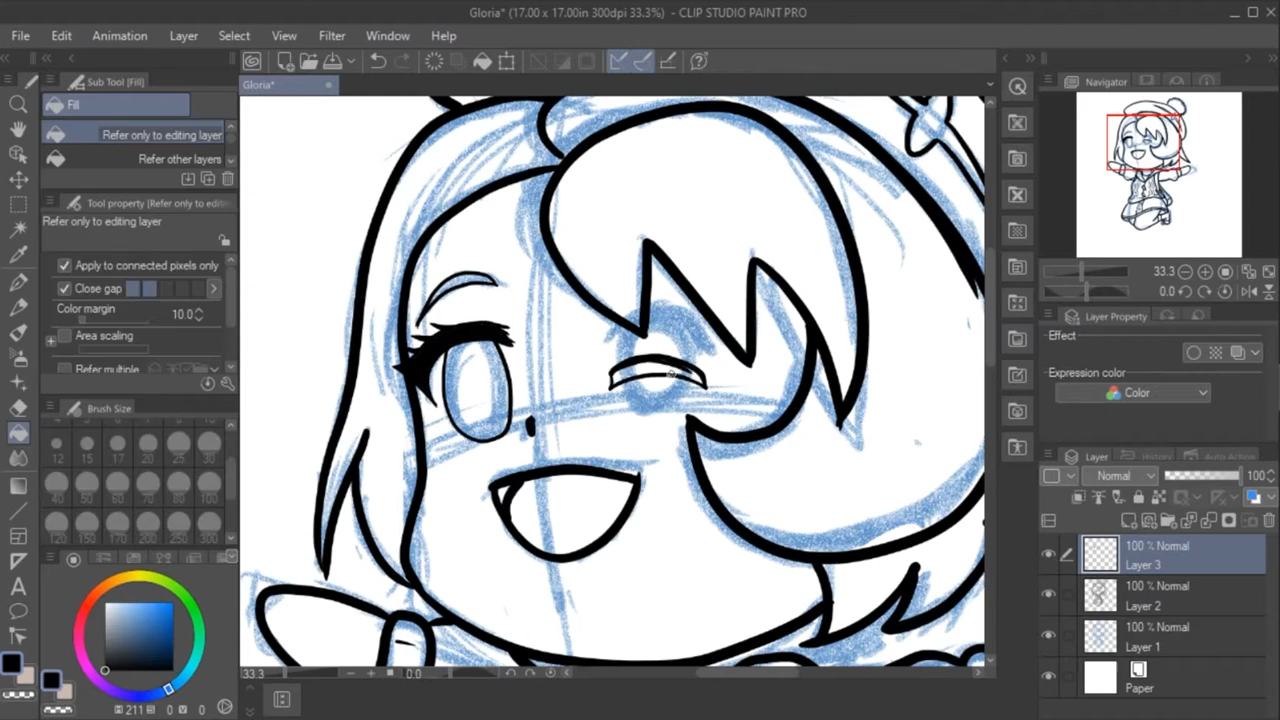 Gloria* (17.00 x 17.00in 300dpi 33.3%) - CLIP STUDIO PAINT PRO
File Edit Animation Layer Select View Filter Window Help
Gloria*
Sub Tool [Fill]
Fill
Refer only to editing layer
Refer other layers
Tool property [Refer only to editin
Refer only to editing layer
Apply to connected pixels only
Close gap
Color margin
10.0
Area scaling
Refer multiple
Brush Size
12 15 17 20 25 30
40 50 60 70 80 100
120 150 170 200 250 300
211 0 0
33.3 0.0
Navigator
33.3
0.0
Layer Property
Effect
Expression color
Color
Layer History Auto Action
Normal 100
100 % Normal
Layer 3
100 % Normal
Layer 2
100 % Normal
Layer 1
Paper